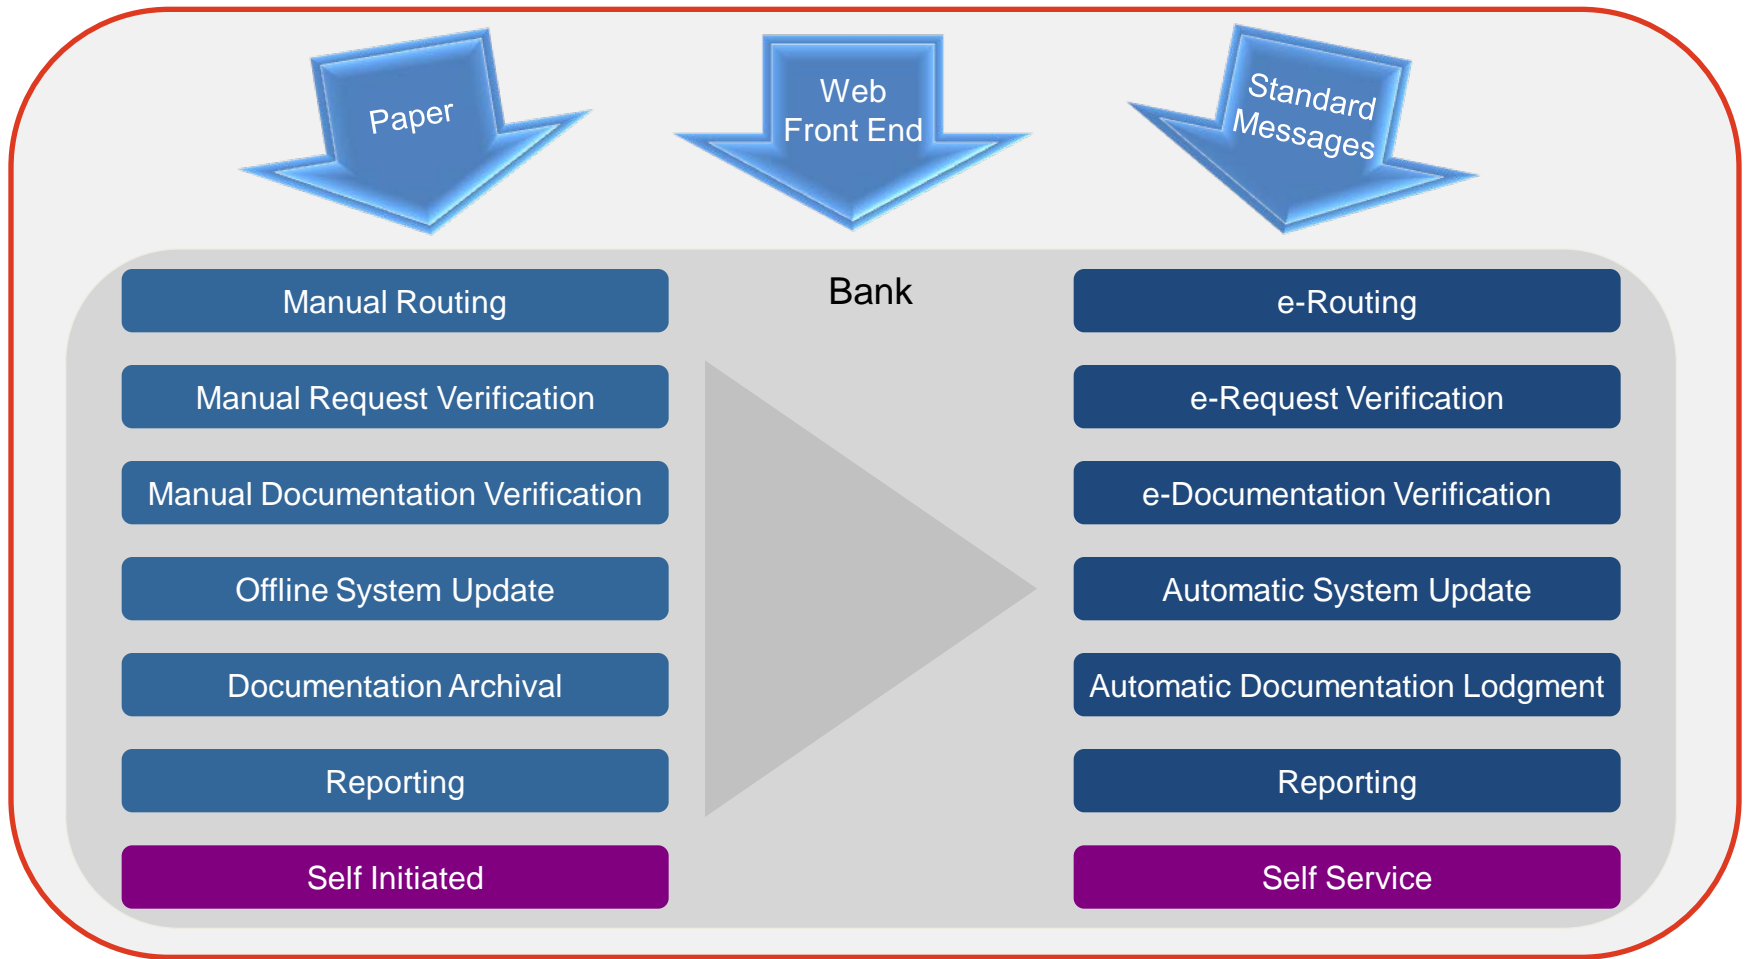 Paper
Web
Front End
Standard
Messages
Bank
Manual Routing
Manual Request Verification
Manual Documentation Verification
Offline System Update
Documentation Archival
Reporting
Self Initiated
e-Routing
e-Request Verification
e-Documentation Verification
Automatic System Update
Automatic Documentation Lodgment
Reporting
Self Service